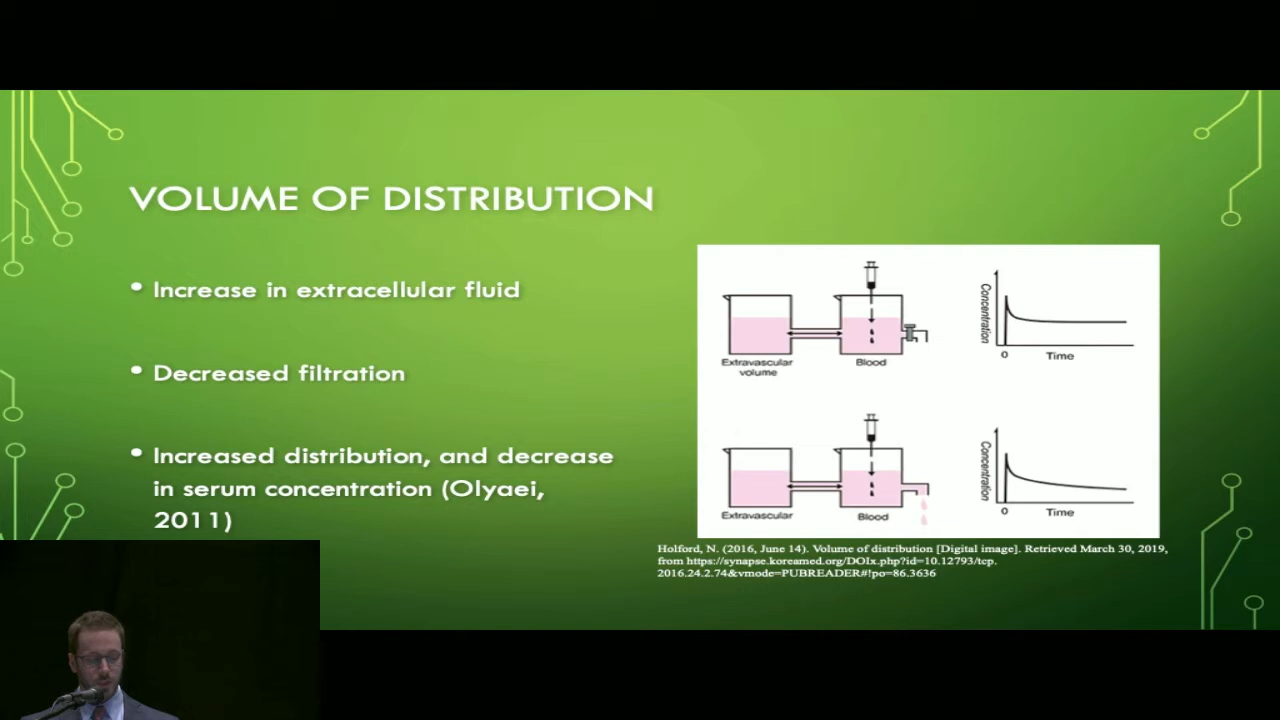 VOLUME OF DISTRIBUTION
• Increase in extracellular fluid
• Decreased filtration
• Increased distribution, and decrease
in serum concentration (Olyaei,
2011)
Extravascular
volume
Blood
Concentration
0
Time
Extravascular
Blood
Concentration
0
Time
Holford, N. (2016, June 14). Volume of distribution [Digital image]. Retrieved March 30, 2019,
from https://synapse.koreamed.org/DOIx.php?id=10.12793/tcp.
2016.24.2.74&vmode=PUBREADER#!po=86.3636